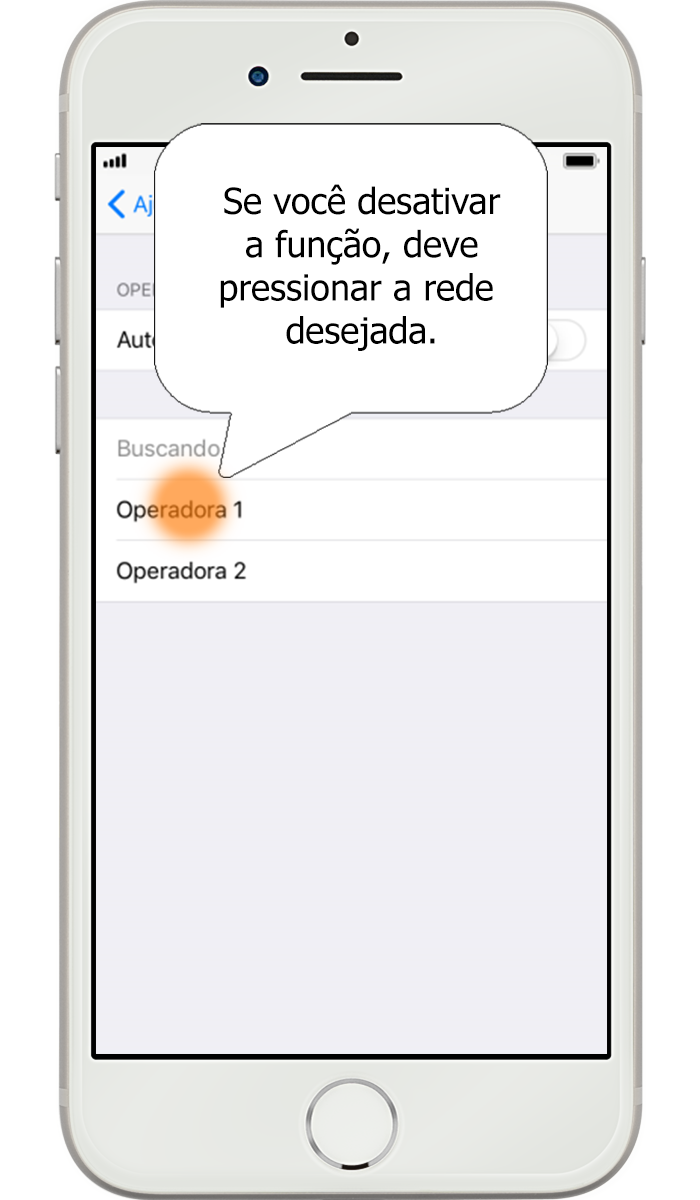 Se você desativar
a função, deve
pressionar a rede
desejada.
Aj
OPE
Auto
Buscando
Operadora 1
Operadora 2